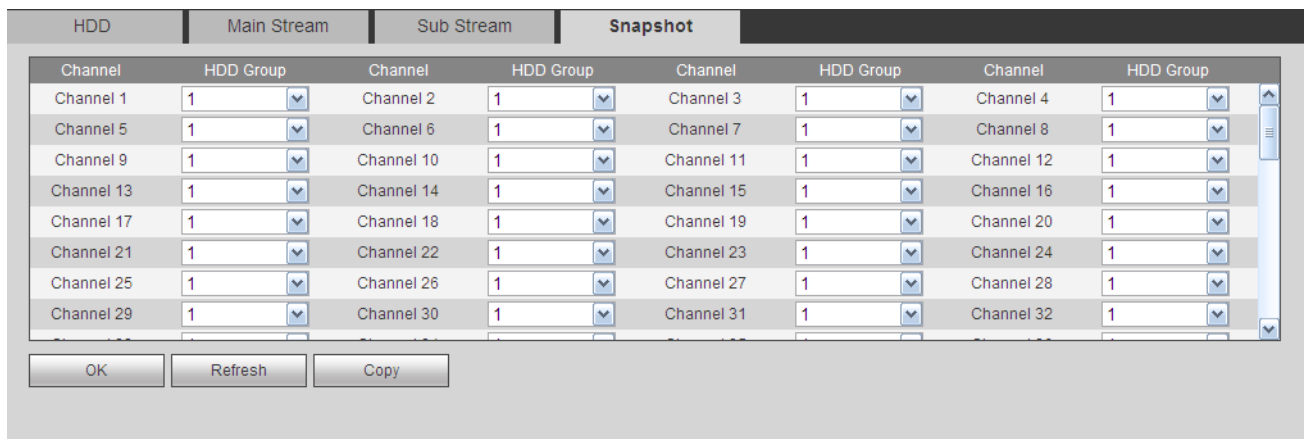 HDD Main Stream Sub Stream Snapshot
Channel HDD Group Channel HDD Group Channel HDD Group Channel HDD Group
Channel 1 1 Channel 2 1 Channel 3 1 Channel 4 1
Channel 5 1 Channel 6 1 Channel 7 1 Channel 8 1
Channel 9 1 Channel 10 1 Channel 11 1 Channel 12 1
Channel 13 1 Channel 14 1 Channel 15 1 Channel 16 1
Channel 17 1 Channel 18 1 Channel 19 1 Channel 20 1
Channel 21 1 Channel 22 1 Channel 23 1 Channel 24 1
Channel 25 1 Channel 26 1 Channel 27 1 Channel 28 1
Channel 29 1 Channel 30 1 Channel 31 1 Channel 32 1
OK Refresh Copy